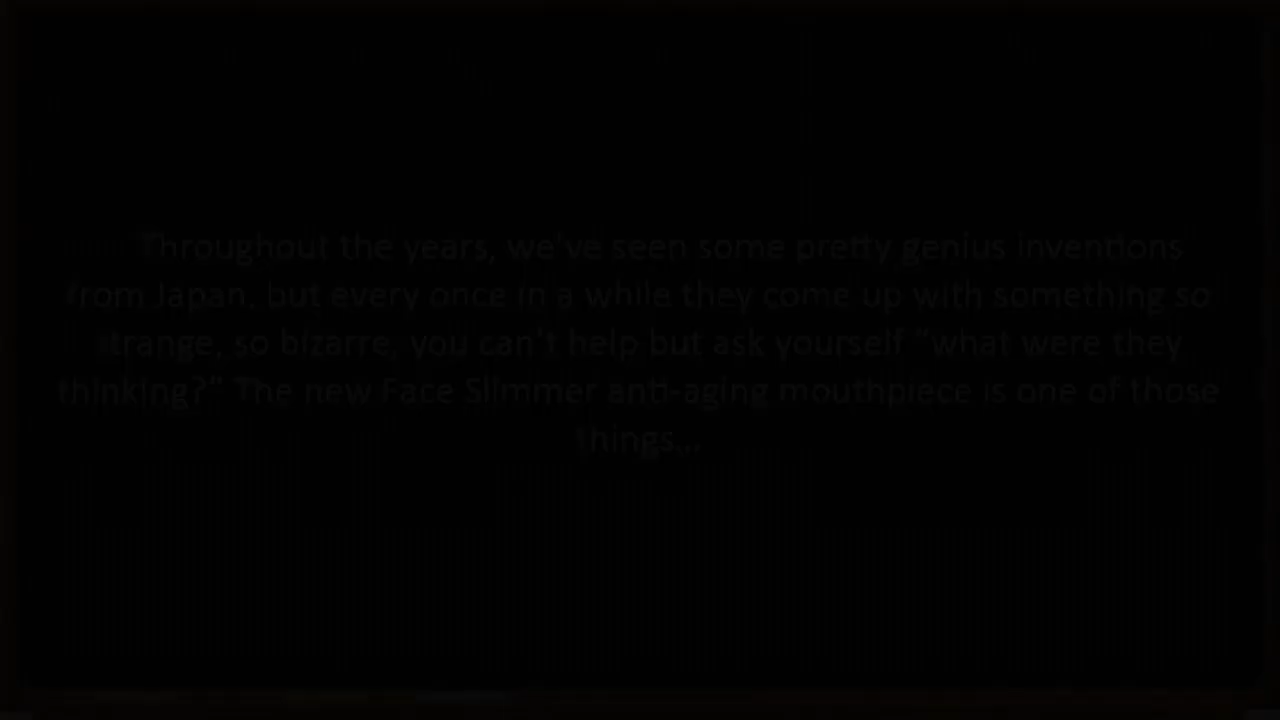 Throughout the years, we've seen some pretty genius inventions
from Japan, but every once in a while they come up with something so
strange, so bizarre, you can't help but ask yourself “what were they
thinking?” The new Face Slimmer anti-aging mouthpiece is one of those
things...